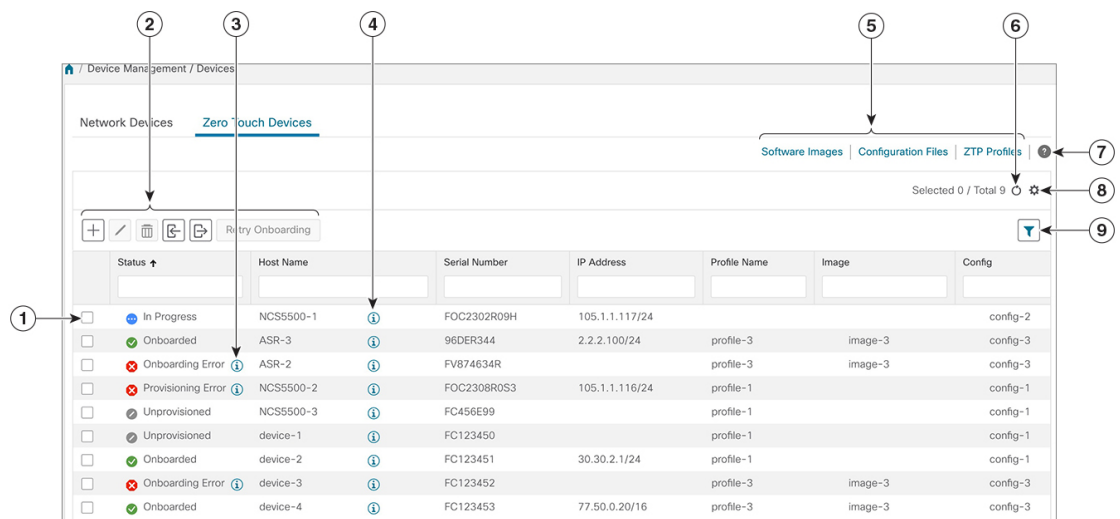 2 3 4 5 6
/ Device Management / Devices
Network Devices Zero Touch Devices
Software Images | Configuration Files | ZTP Profiles | ? 7
Selected 0 / Total 9 8
Retry Onboarding 9
Status Host Name Serial Number IP Address Profile Name Image Config
1 In Progress NCS5500-1 i FOC2302R09H 105.1.1.117/24 config-2
Onboarded ASR-3 i 96DER344 2.2.2.100/24 profile-3 image-3 config-3
Onboarding Error i ASR-2 i FV874634R profile-3 image-3 config-3
Provisioning Error i NCS5500-2 i FOC2308R0S3 105.1.1.116/24 profile-1 config-1
Unprovisioned NCS5500-3 i FC456E99 profile-1 config-1
Unprovisioned device-1 i FC123450 profile-1 config-1
Onboarded device-2 i FC123451 30.30.2.1/24 profile-1 config-1
Onboarding Error i device-3 i FC123452 profile-3 image-3 config-3
Onboarded device-4 i FC123453 77.50.0.20/16 profile-3 image-3 config-3